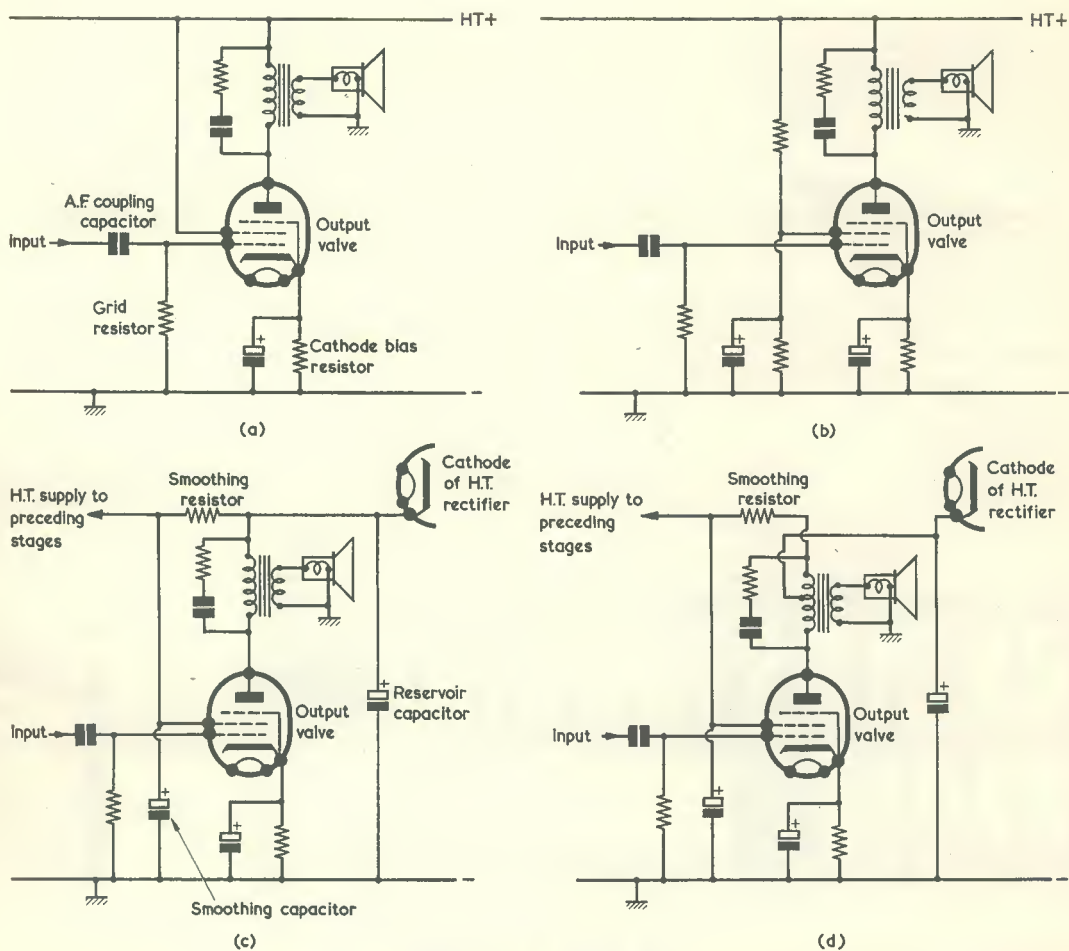 HT+
A.F. coupling
capacitor
Input
Output
valve
Grid
resistor
+
Cathode bias
resistor
-
(a)
HT+
Input
Output
valve
+
+
-
(b)
Smoothing
resistor
Cathode
of H.T.
rectifier
H.T. supply to
preceding
stages
+
Reservoir
capacitor
Input
Output
valve
+
+
-
Smoothing capacitor
(c)
Smoothing
resistor
Cathode
of H.T.
rectifier
H.T. supply to
preceding
stages
+
Input
Output
valve
+
+
-
(d)